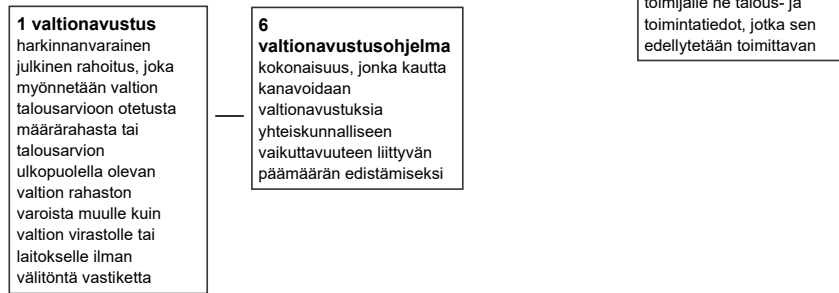 1 valtionavustus
harkinnanvarainen
julkinen rahoitus, joka
myönnetään valtion
talousarvioon otetusta
määrärahasta tai
talousarvion
ulkopuolella olevan
valtion rahaston
varoista muulle kuin
valtion virastolle tai
laitokselle ilman
välitöntä vastiketta
6
valtionavustusohjelma
kokonaisuus, jonka kautta
kanavoidaan
valtionavustuksia
yhteiskunnalliseen
vaikuttavuuteen liittyvän
päämäärän edistämiseksi
toimijalle ne talous- ja
toimintatiedot, jotka sen
edellytetään toimittavan